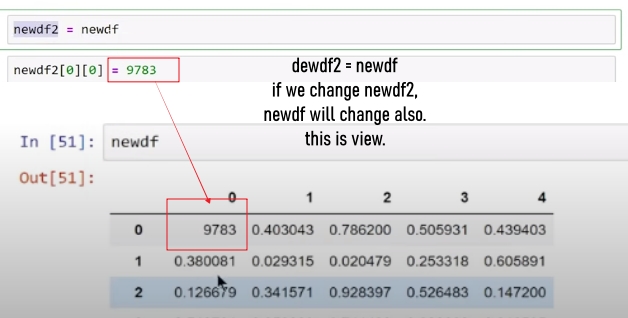 newdf2 = newdf
newdf2[0][0] = 9783
dewdf2 = newdf
if we change newdf2,
newdf will change also.
this is view.
In [51]: newdf
Out[51]:
0 1 2 3 4
0 9783 0.403043 0.786200 0.505931 0.439403
1 0.380081 0.029315 0.020479 0.253318 0.605891
2 0.126679 0.341571 0.928397 0.526483 0.147200